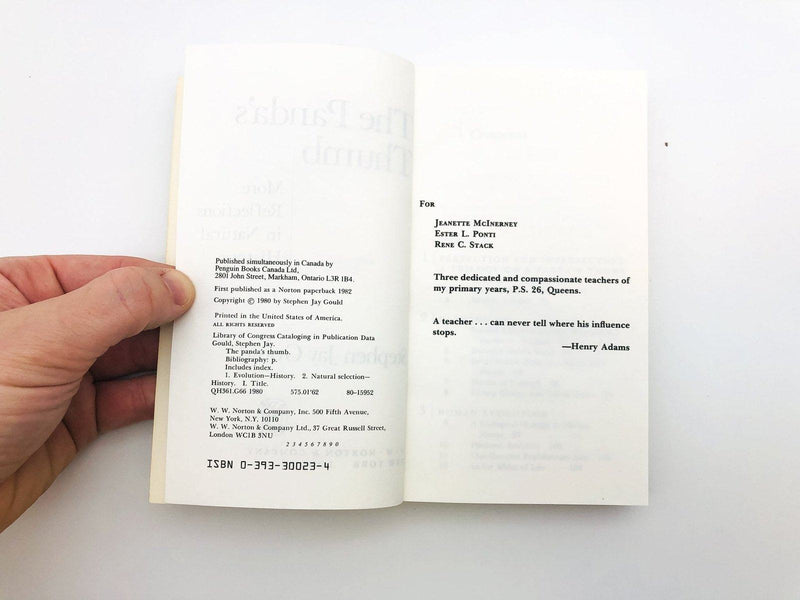 Published simultaneously in Canada by
Penguin Books Canada Ltd,
2801 John Street, Markham, Ontario L3R 1B4.
First published as a Norton paperback 1982
Copyright © 1980 by Stephen Jay Gould
Printed in the United States of America.
ALL RIGHTS RESERVED
Library of Congress Cataloging in Publication Data
Gould, Stephen Jay.
The panda's thumb.
Bibliography: p.
Includes index.
1. Evolution—History. 2. Natural selection—
History. I. Title.
QH361.G66 1980 575.01'62 80-15952
W. W. Norton & Company, Inc. 500 Fifth Avenue,
New York, N.Y. 10110
W. W. Norton & Company Ltd., 37 Great Russell Street,
London WC1B 3NU
2 3 4 5 6 7 8 9 0
ISBN 0-393-30023-4
FOR
JEANETTE MCINERNEY
ESTER L. PONTI
RENE C. STACK
Three dedicated and compassionate teachers of
my primary years, P.S. 26, Queens.
A teacher . . . can never tell where his influence
stops.
—Henry Adams